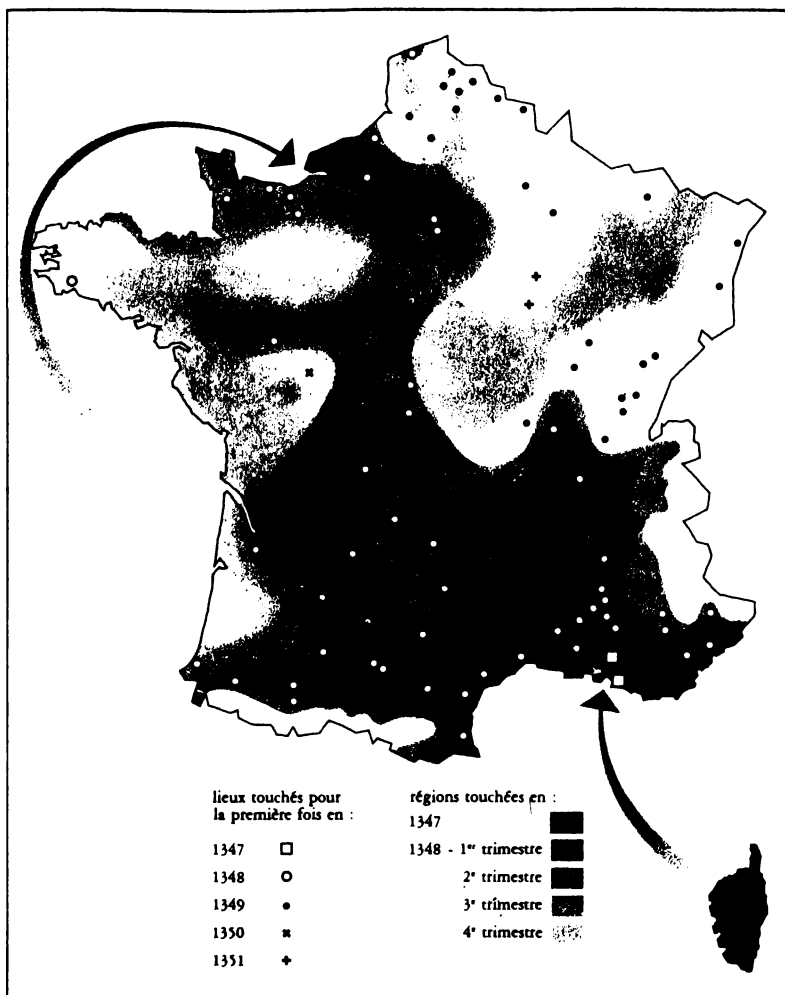 lieux touchés pour
la première fois en :
1347
1348
1349
1350
1351
régions touchées en :
1347
1348 - 1er trimestre
2e trimestre
3e trimestre
4e trimestre